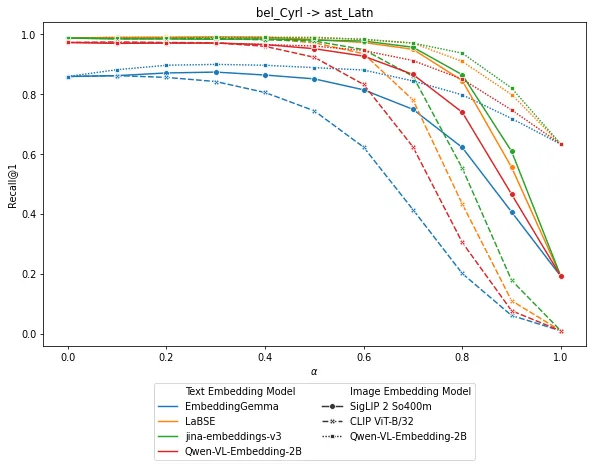 bel_Cyrl -> ast_Latn
1.0
0.8
0.6
0.4
0.2
0.0
Recall@1
0.0 0.2 0.4 0.6 0.8 1.0
α
Text Embedding Model Image Embedding Model
EmbeddingGemma SigLIP 2 So400m
LaBSE CLIP ViT-B/32
jina-embeddings-v3 Qwen-VL-Embedding-2B
Qwen-VL-Embedding-2B